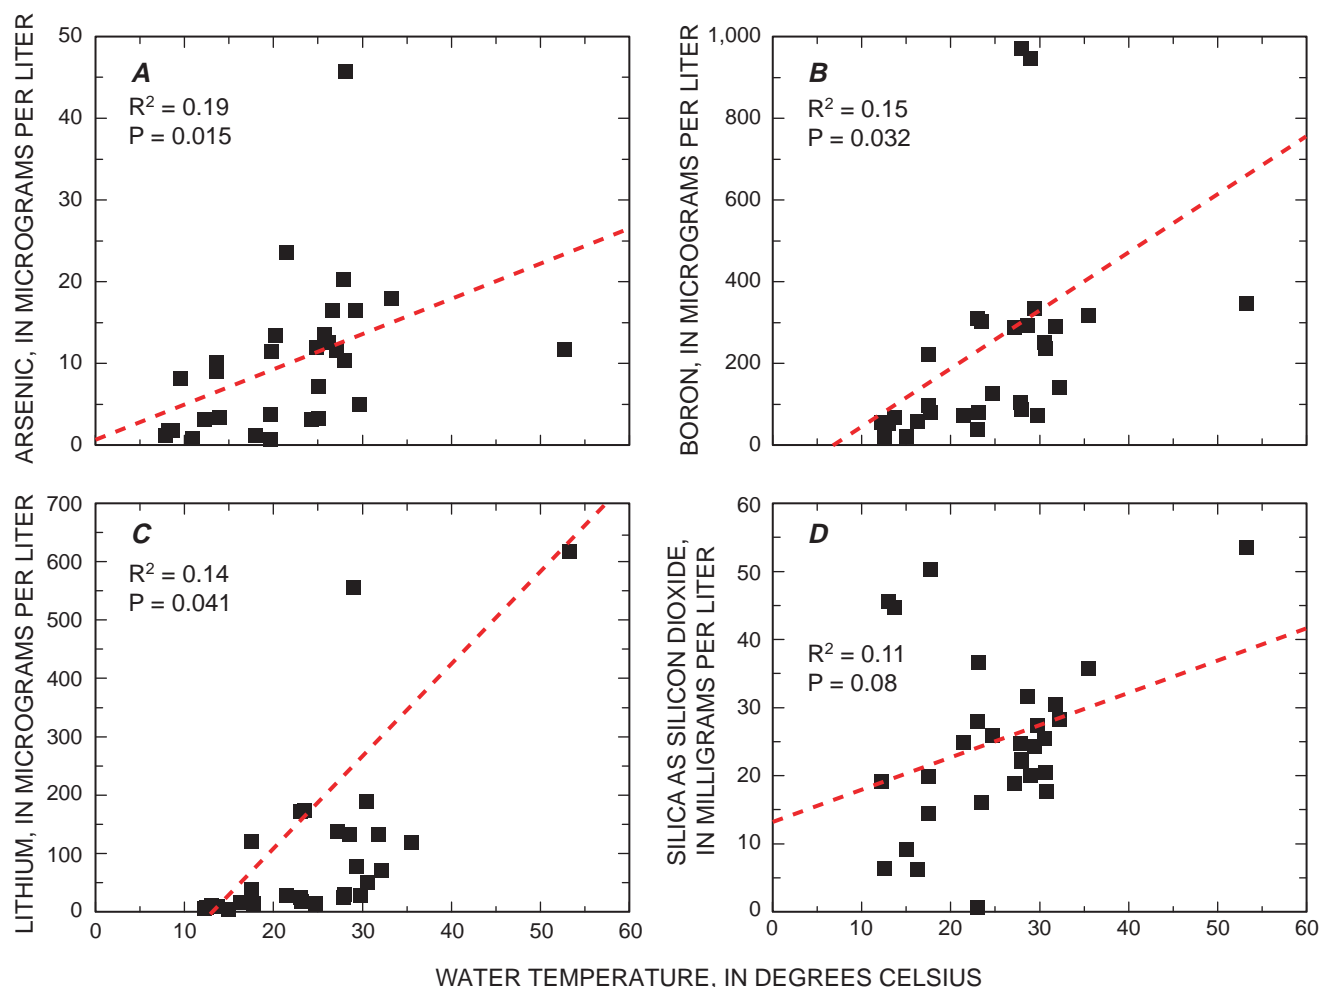 ARSENIC, IN MICROGRAMS PER LITER
50
40
30
20
10
0
A
R² = 0.19
P = 0.015
BORON, IN MICROGRAMS PER LITER
1,000
800
600
400
200
0
B
R² = 0.15
P = 0.032
LITHIUM, IN MICROGRAMS PER LITER
700
600
500
400
300
200
100
0
C
R² = 0.14
P = 0.041
0 10 20 30 40 50 60
SILICA AS SILICON DIOXIDE,
IN MILLIGRAMS PER LITER
60
50
40
30
20
10
0
D
R² = 0.11
P = 0.08
0 10 20 30 40 50 60
WATER TEMPERATURE, IN DEGREES CELSIUS